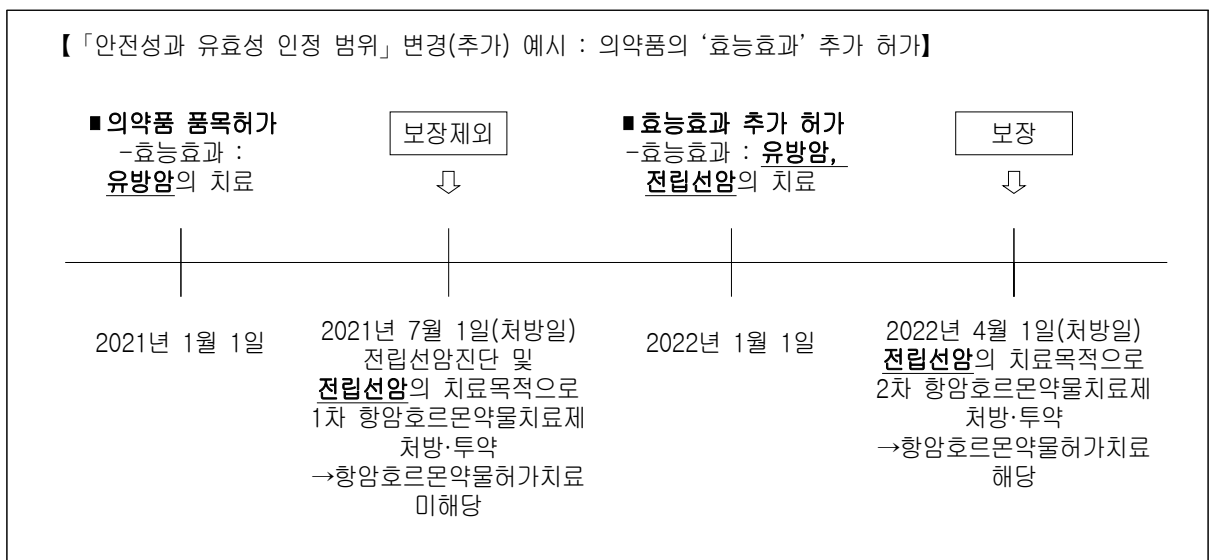 【「안전성과 유효성 인정 범위」변경(추가) 예시 : 의약품의 ‘효능효과’ 추가 허가】
■의약품 품목허가
-효능효과 :
유방암의 치료
보장제외
■효능효과 추가 허가
-효능효과 : 유방암,
전립선암의 치료
보장
2021년 1월 1일
2021년 7월 1일(처방일)
전립선암진단 및
전립선암의 치료목적으로
1차 항암호르몬약물치료제
처방·투약
→항암호르몬약물허가치료
미해당
2022년 1월 1일
2022년 4월 1일(처방일)
전립선암의 치료목적으로
2차 항암호르몬약물치료제
처방·투약
→항암호르몬약물허가치료
해당